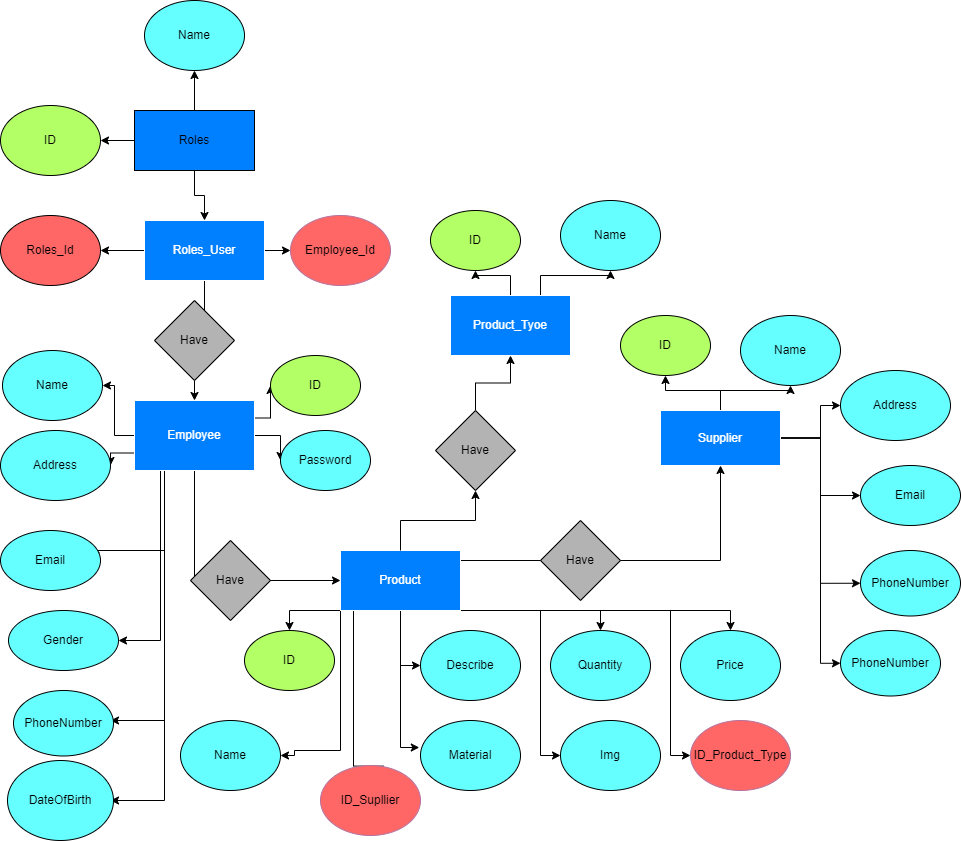 Name
ID
Roles
Roles_Id
Roles_User
Employee_Id
Have
ID
Name
Product_Tyoe
Name
Employee
ID
Address
Password
Have
ID
Name
Supplier
Address
Email
PhoneNumber
PhoneNumber
Email
Have
Product
Have
Gender
PhoneNumber
DateOfBirth
ID
Describe
Quantity
Price
Name
Material
Img
ID_Product_Type
ID_Supllier